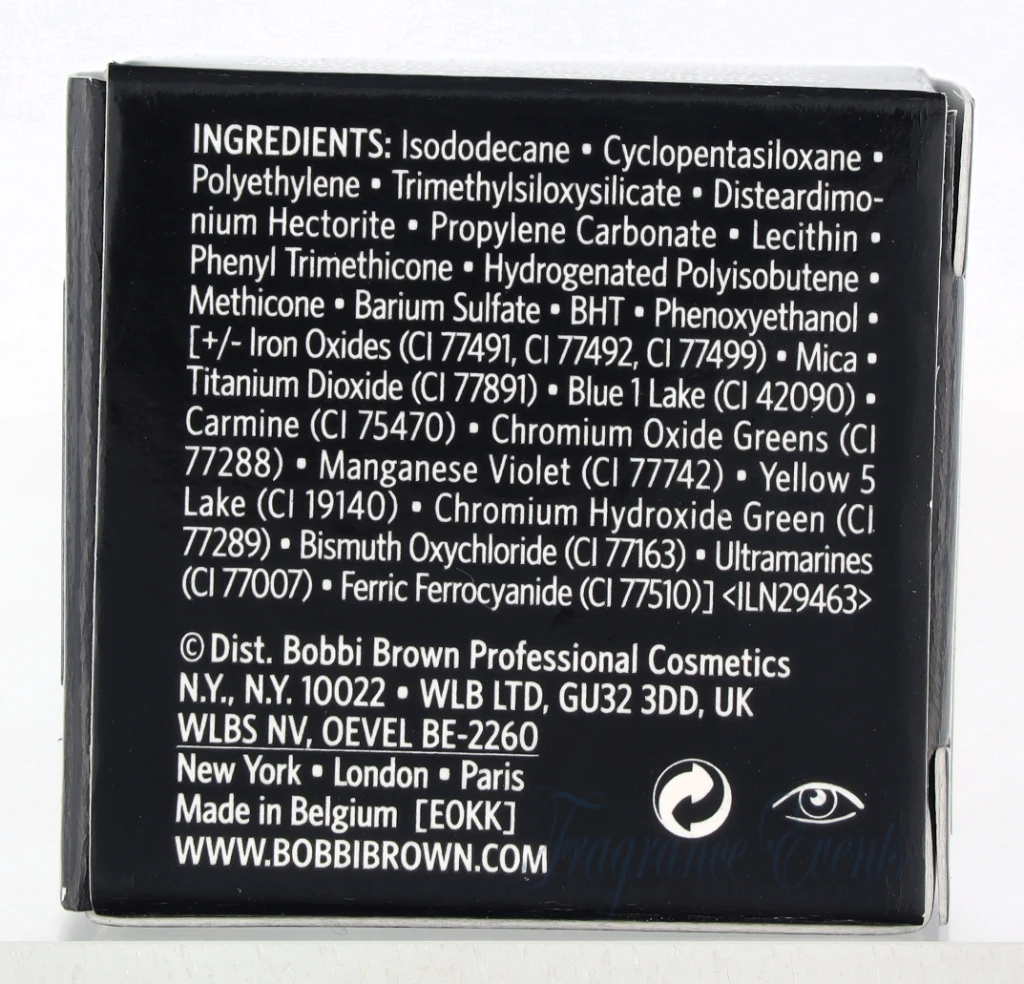 INGREDIENTS: Isododecane • Cyclopentasiloxane •
Polyethylene • Trimethylsiloxysilicate • Disteardimo-
nium Hectorite • Propylene Carbonate • Lecithin •
Phenyl Trimethicone • Hydrogenated Polyisobutene •
Methicone • Barium Sulfate • BHT • Phenoxyethanol •
[+/- Iron Oxides (CI 77491, CI 77492, CI 77499) • Mica •
Titanium Dioxide (CI 77891) • Blue 1 Lake (CI 42090) •
Carmine (CI 75470) • Chromium Oxide Greens (CI
77288) • Manganese Violet (CI 77742) • Yellow 5
Lake (CI 19140) • Chromium Hydroxide Green (CI
77289) • Bismuth Oxychloride (CI 77163) • Ultramarines
(CI 77007) • Ferric Ferrocyanide (CI 77510)] <ILN29463>
© Dist. Bobbi Brown Professional Cosmetics
N.Y., N.Y. 10022 • WLB LTD, GU32 3DD, UK
WLBS NV, OEVEL BE-2260
New York • London • Paris
Made in Belgium [EOKK]
WWW.BOBBIBROWN.COM
Fragrance